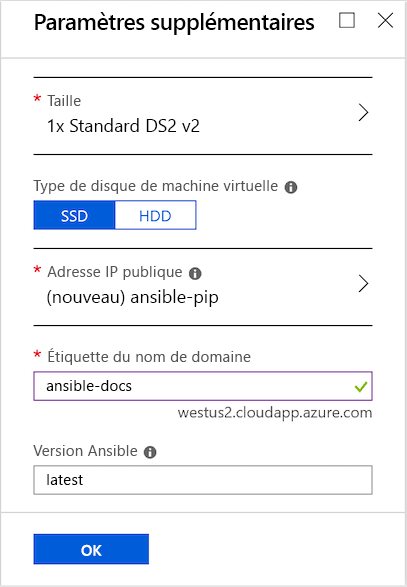 Paramètres supplémentaires
* Taille
1x Standard DS2 v2
Type de disque de machine virtuelle
SSD HDD
* Adresse IP publique
(nouveau) ansible-pip
* Étiquette du nom de domaine
ansible-docs
westus2.cloudapp.azure.com
Version Ansible
latest
OK